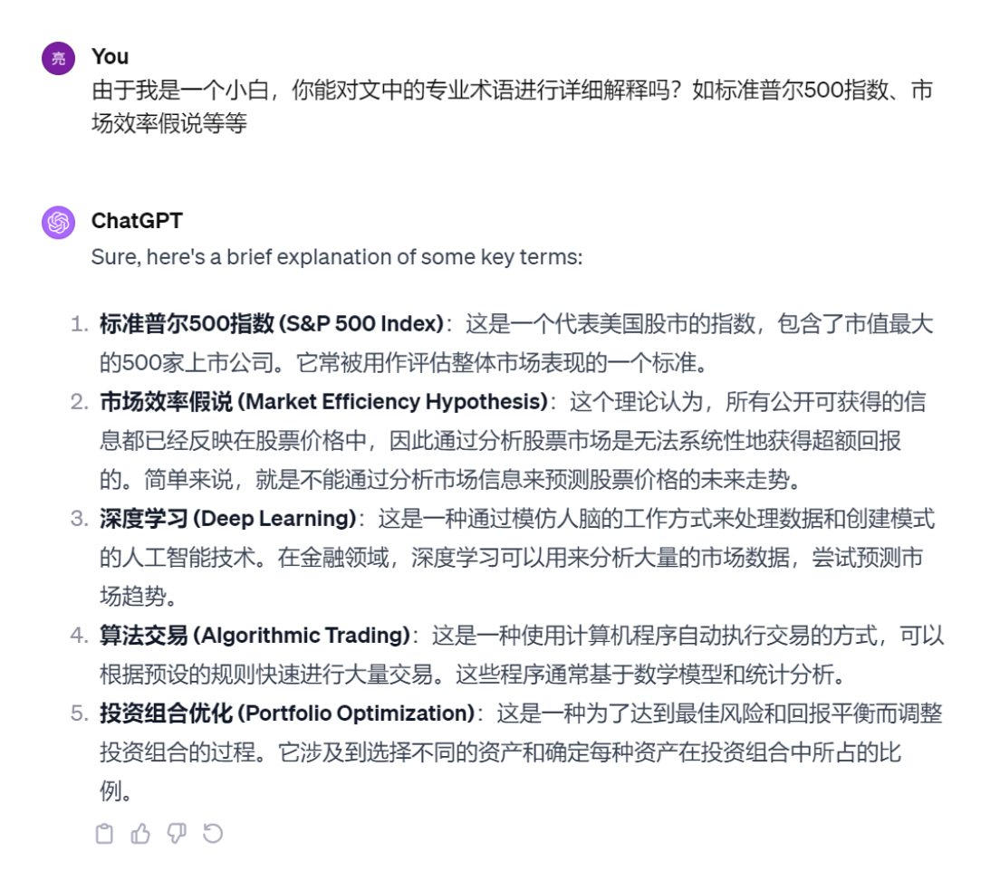 亮
You
由于我是一个小白，你能对文中的专业术语进行详细解释吗？如标准普尔500指数、市
场效率假说等等
ChatGPT
Sure, here's a brief explanation of some key terms:
1. 标准普尔500指数 (S&P 500 Index)：这是一个代表美国股市的指数，包含了市值最大
的500家上市公司。它常被用作评估整体市场表现的一个标准。
2. 市场效率假说 (Market Efficiency Hypothesis)：这个理论认为，所有公开可获得的信
息都已经反映在股票价格中，因此通过分析股票市场是无法系统性地获得超额回报
的。简单来说，就是不能通过分析市场信息来预测股票价格的未来走势。
3. 深度学习 (Deep Learning)：这是一种通过模仿人脑的工作方式来处理数据和创建模式
的人工智能技术。在金融领域，深度学习可以用来分析大量的市场数据，尝试预测市
场趋势。
4. 算法交易 (Algorithmic Trading)：这是一种使用计算机程序自动执行交易的方式，可以
根据预设的规则快速进行大量交易。这些程序通常基于数学模型和统计分析。
5. 投资组合优化 (Portfolio Optimization)：这是一种为了达到最佳风险和回报平衡而调整
投资组合的过程。它涉及到选择不同的资产和确定每种资产在投资组合中所占的比
例。